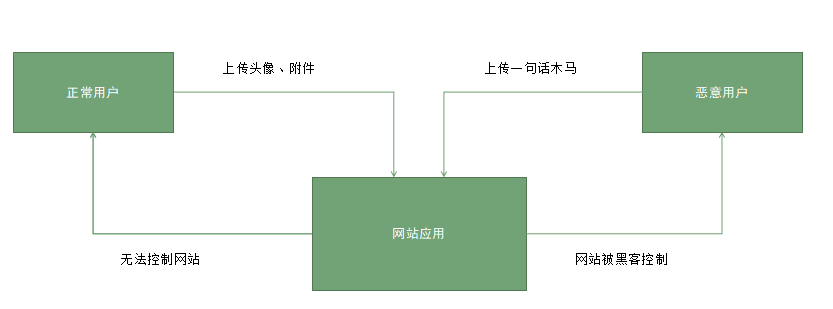 上传头像、附件
上传一句话木马
正常用户
恶意用户
网站应用
无法控制网站
网站被黑客控制